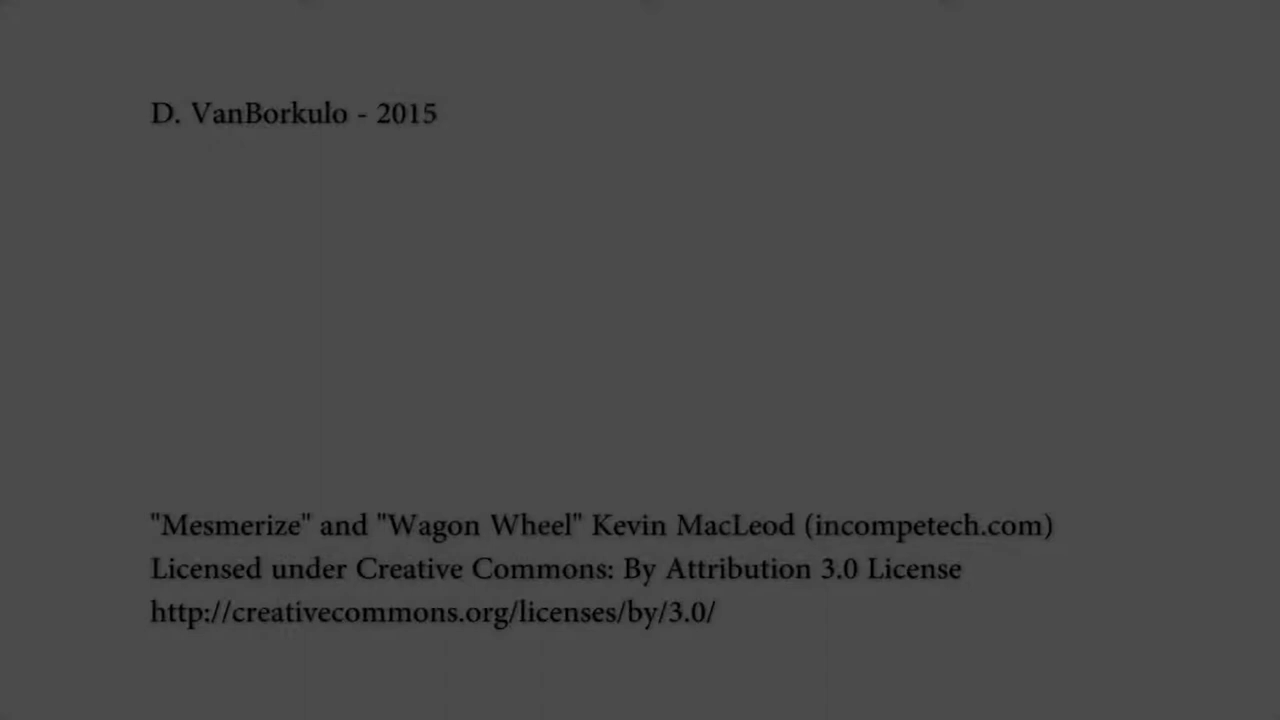 D. VanBorkulo - 2015
"Mesmerize" and "Wagon Wheel" Kevin MacLeod (incompetech.com)
Licensed under Creative Commons: By Attribution 3.0 License
http://creativecommons.org/licenses/by/3.0/